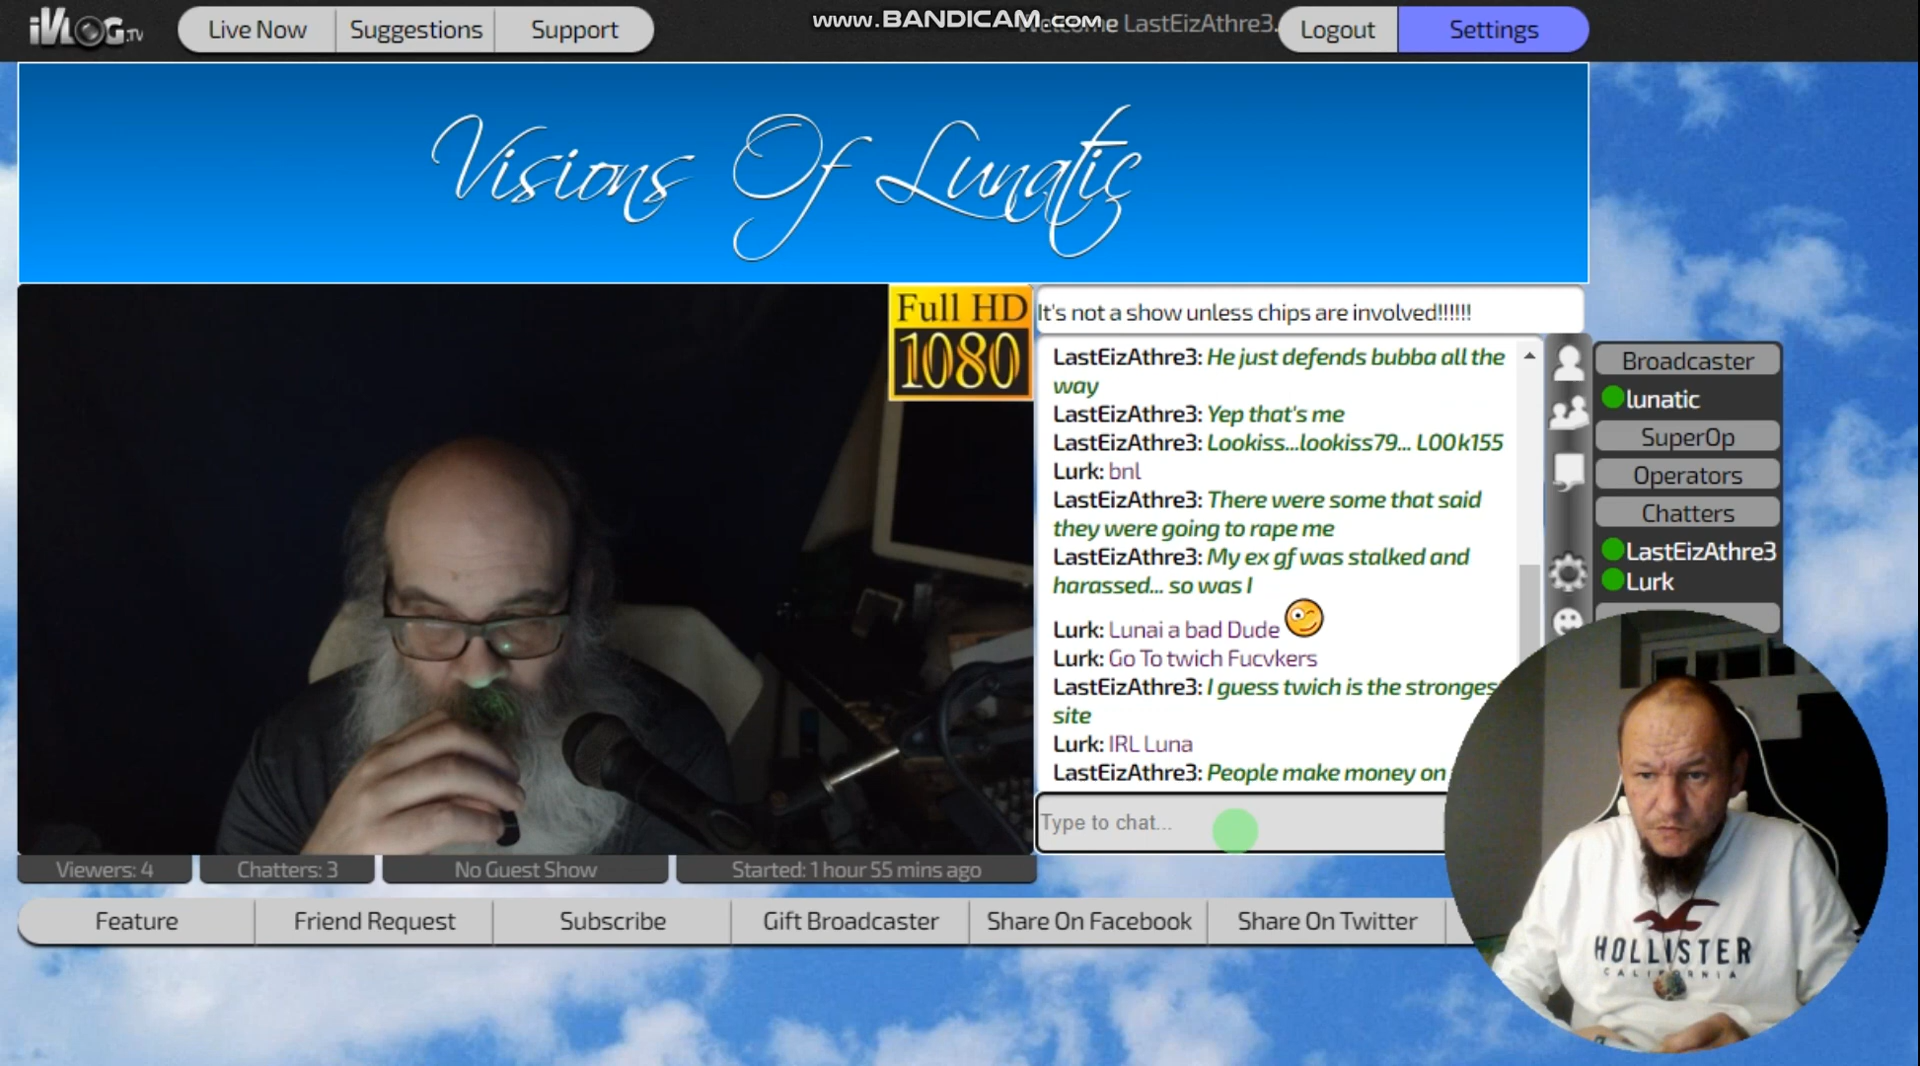 iVLOG.TV
Live Now
Suggestions
Support
www.BANDICAM.com
Welcome LastEizAthre3.
Logout
Settings
Visions Of Lunatic
Full HD
1080
It's not a show unless chips are involved!!!!!!
LastEizAthre3: He just defends bubba all the
way
LastEizAthre3: Yep that's me
LastEizAthre3: Lookiss...lookiss79... L00k155
Lurk: bnl
LastEizAthre3: There were some that said
they were going to rape me
LastEizAthre3: My ex gf was stalked and
harassed... so was I
Lurk: Lunai a bad Dude
Lurk: Go To twich Fucvkers
LastEizAthre3: I guess twich is the stronges
site
Lurk: IRL Luna
LastEizAthre3: People make money on
Type to chat...
Broadcaster
lunatic
SuperOp
Operators
Chatters
LastEizAthre3
Lurk
Viewers: 4
Chatters: 3
No Guest Show
Started: 1 hour 55 mins ago
Feature
Friend Request
Subscribe
Gift Broadcaster
Share On Facebook
Share On Twitter
HOLLISTER
CALIFORNIA